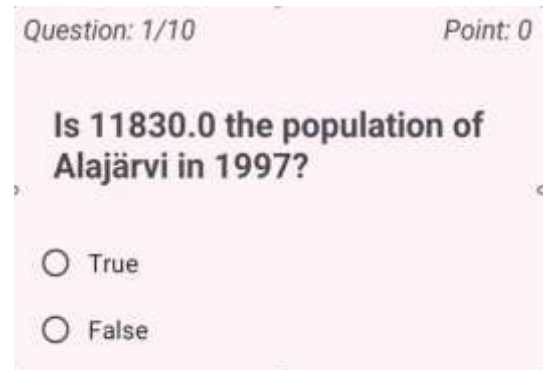 Question: 1/10
Point: 0
Is 11830.0 the population of
Alajärvi in 1997?
True
False